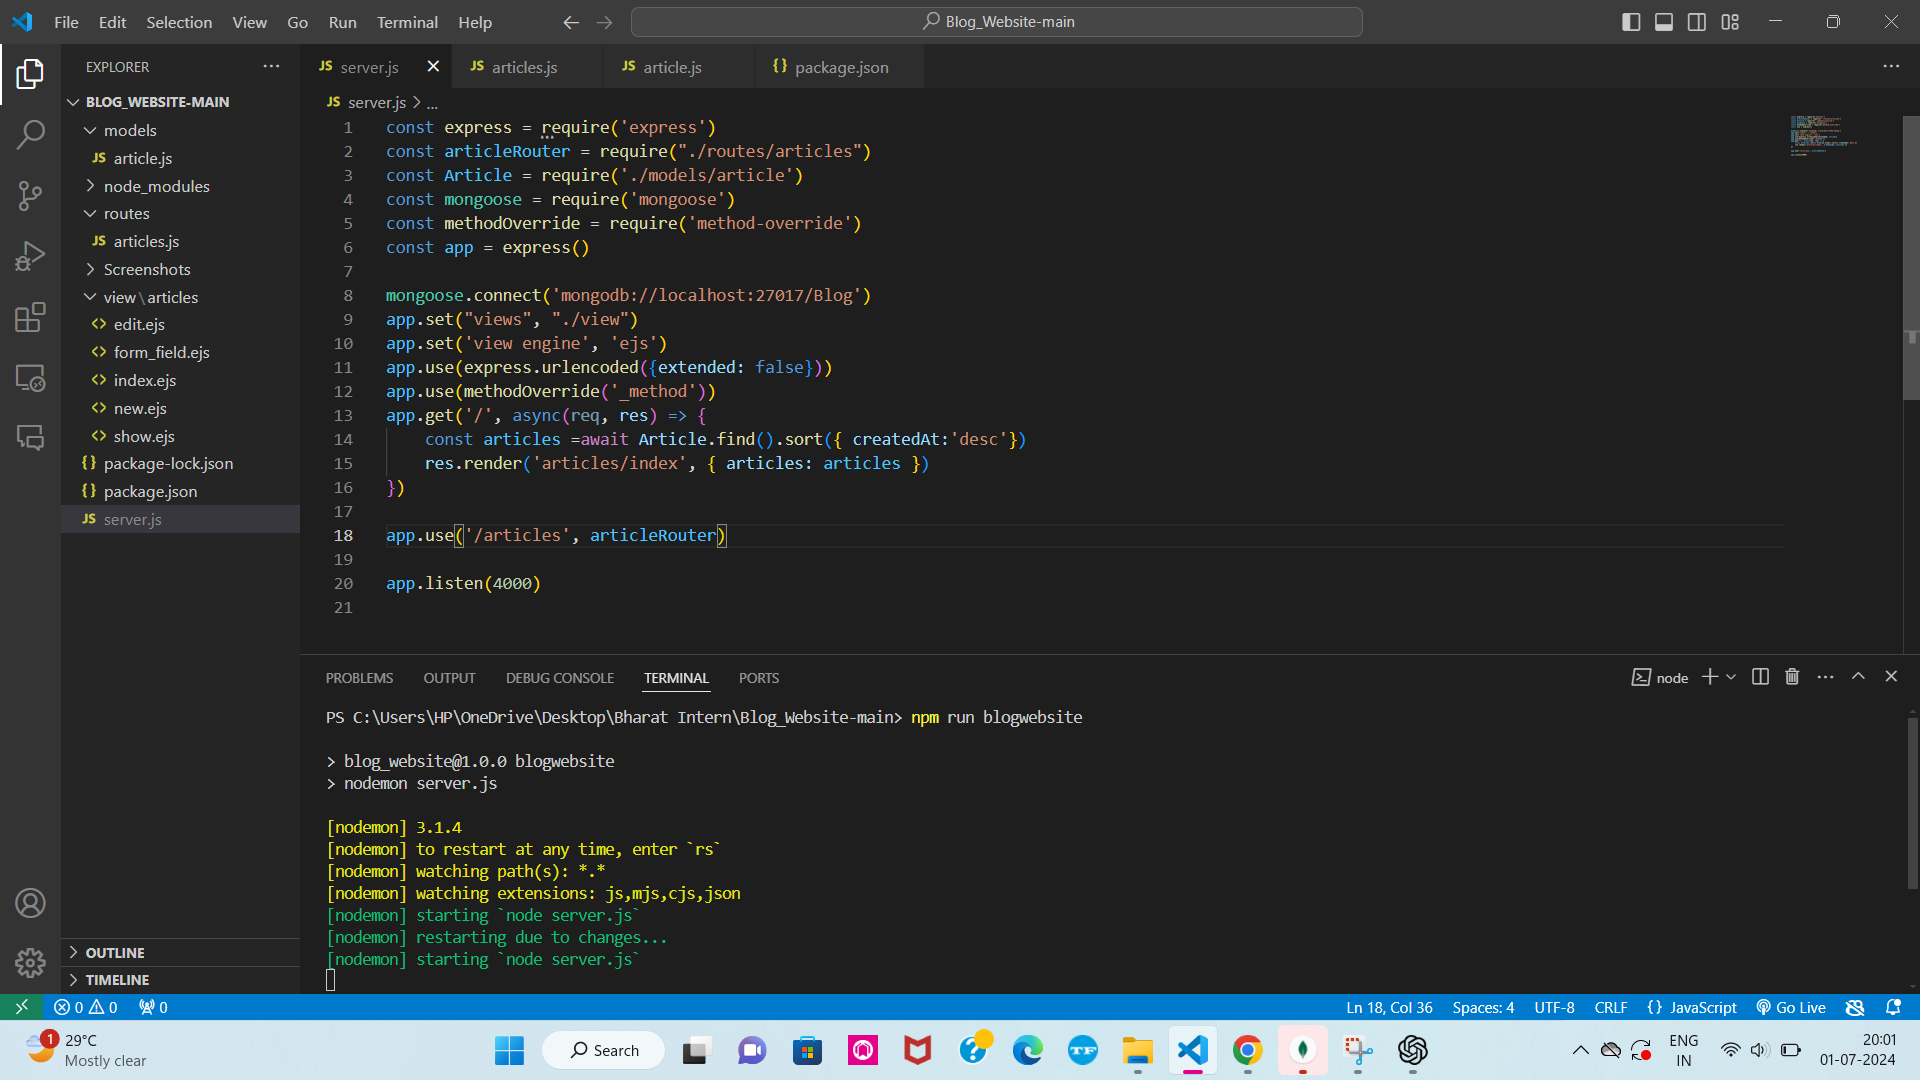 File Edit Selection View Go Run Terminal Help
Blog_Website-main
EXPLORER
BLOG_WEBSITE-MAIN
models
JS article.js
node_modules
routes
JS articles.js
Screenshots
view\articles
<> edit.ejs
<> form_field.ejs
<> index.ejs
<> new.ejs
<> show.ejs
{} package-lock.json
{} package.json
JS server.js
OUTLINE
TIMELINE
JS server.js JS articles.js JS article.js {} package.json
JS server.js > ...
1 const express = require('express')
2 const articleRouter = require("./routes/articles")
3 const Article = require('./models/article')
4 const mongoose = require('mongoose')
5 const methodOverride = require('method-override')
6 const app = express()
7
8 mongoose.connect('mongodb://localhost:27017/Blog')
9 app.set("views", "./view")
10 app.set('view engine', 'ejs')
11 app.use(express.urlencoded({extended: false}))
12 app.use(methodOverride('_method'))
13 app.get('/', async(req, res) => {
14 const articles =await Article.find().sort({ createdAt:'desc'})
15 res.render('articles/index', { articles: articles })
16 })
17
18 app.use('/articles', articleRouter)
19
20 app.listen(4000)
21
PROBLEMS OUTPUT DEBUG CONSOLE TERMINAL PORTS
node
PS C:\Users\HP\OneDrive\Desktop\Bharat Intern\Blog_Website-main> npm run blogwebsite
> blog_website@1.0.0 blogwebsite
> nodemon server.js
[nodemon] 3.1.4
[nodemon] to restart at any time, enter `rs`
[nodemon] watching path(s): *.*
[nodemon] watching extensions: js,mjs,cjs,json
[nodemon] starting `node server.js`
[nodemon] restarting due to changes...
[nodemon] starting `node server.js`
0 0 0
Ln 18, Col 36 Spaces: 4 UTF-8 CRLF {} JavaScript Go Live
1
29°C
Mostly clear
Search
TF
ENG
IN
20:01
01-07-2024